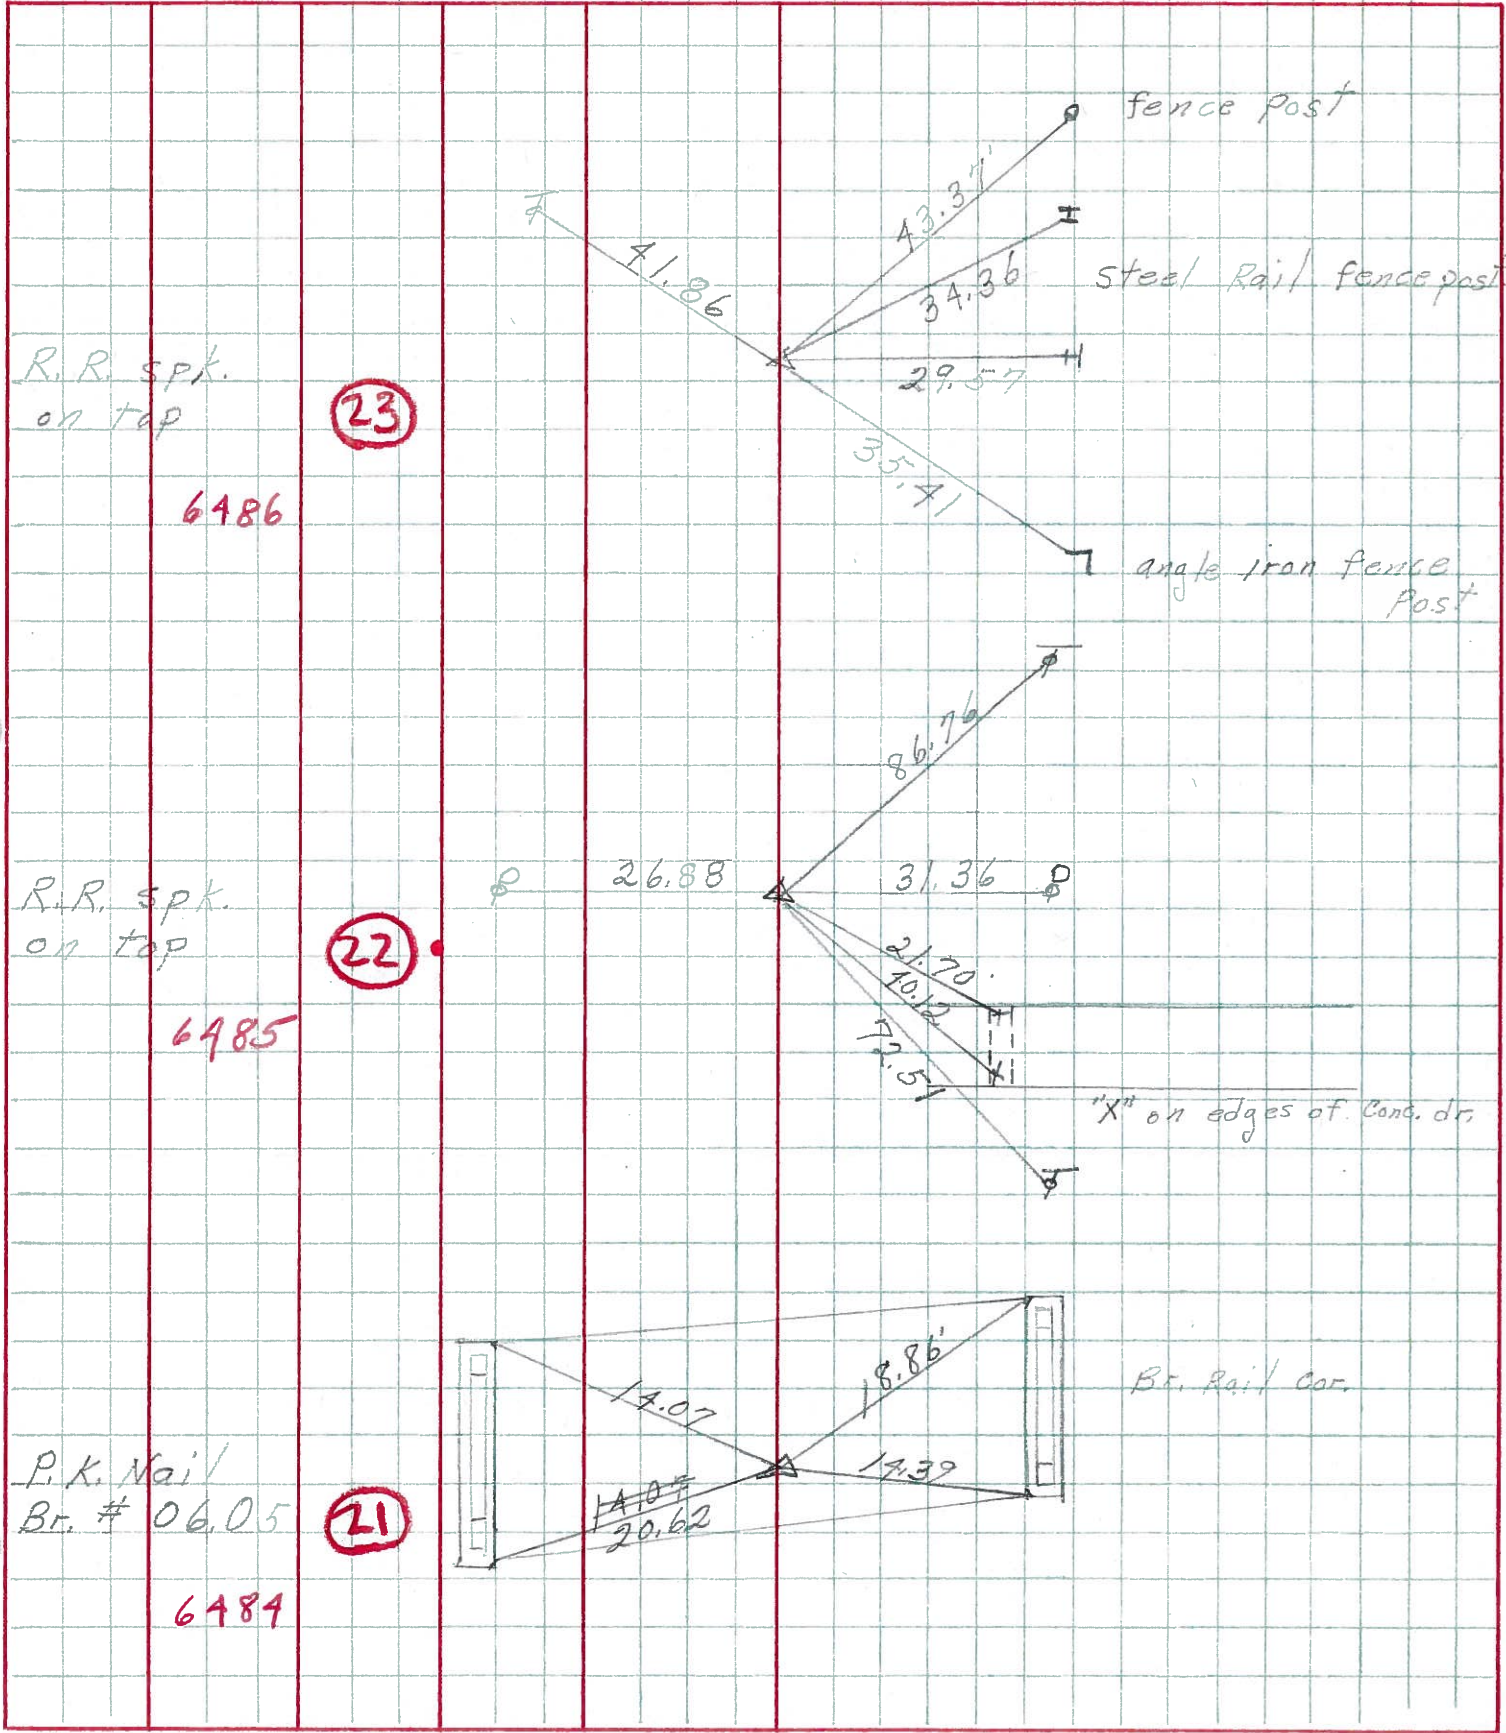 fence post
43.37'
41.86
34.36
Steel Rail fence post
R.R. spk.
on top
23
29.57
35.41
6486
angle iron fence
Post
86.76
26.88
31.36
R.R. spk.
on top
22
21.70
6485
72.51
"X" on edges of Conc. dr.
18.86'
14.07
Br. Rail Cor.
P.K. Nail
Br. # 06.05
21
14.39
14.07
20.62
6484